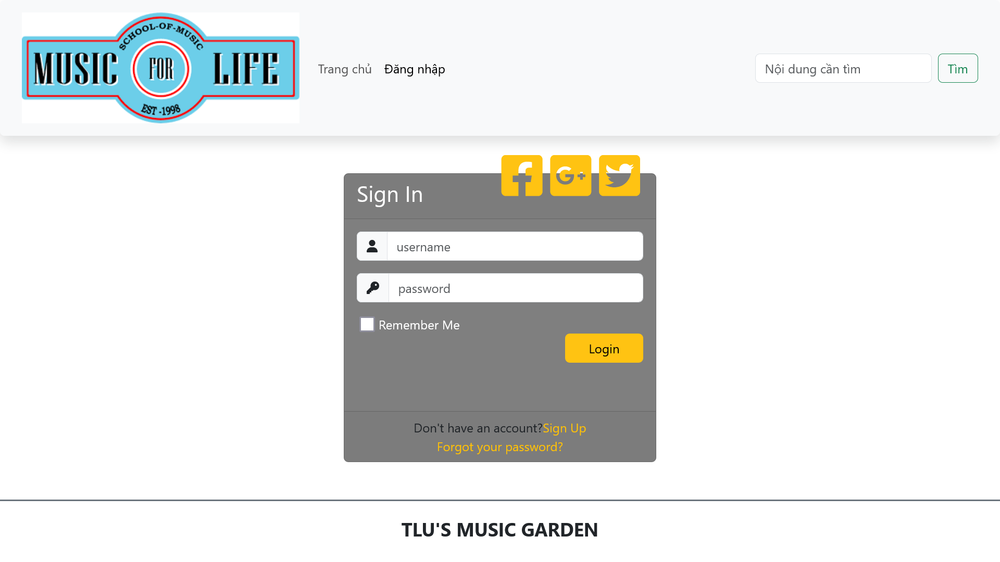 SCHOOL-OF-MUSIC
MUSIC FOR LIFE
EST -1998
Trang chủ Đăng nhập
Nội dung cần tìm Tìm
Sign In
username
password
Remember Me
Login
Don't have an account?Sign Up
Forgot your password?
TLU'S MUSIC GARDEN